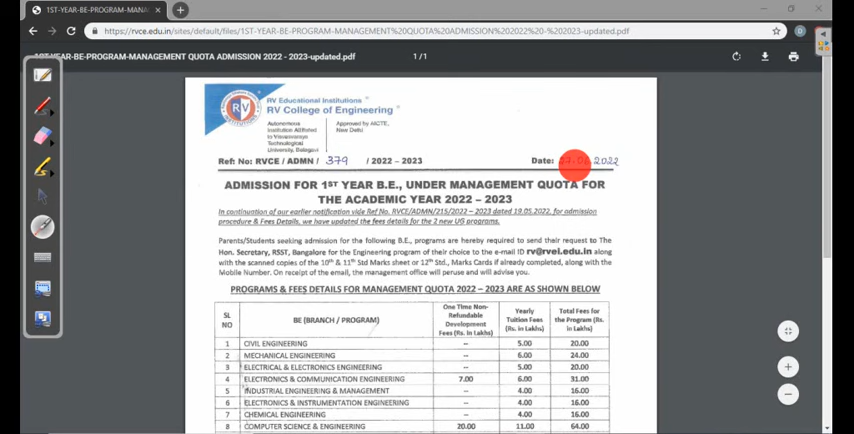 1ST-YEAR-BE-PROGRAM-MANAGEM
https://rvce.edu.in/sites/default/files/1ST-YEAR-BE-PROGRAM-MANAGEMENT%20QUOTA%20ADMISSION%202022%20-%202023-updated.pdf
1ST-YEAR-BE-PROGRAM-MANAGEMENT QUOTA ADMISSION 2022 - 2023-updated.pdf 1 / 1
RV Educational Institutions
RV College of Engineering
Autonomous Approved by AICTE,
Institution Affiliated New Delhi
to Visvesvaraya
Technological
University, Belagavi
Ref: No: RVCE / ADMN / 379 / 2022 – 2023 Date: 2022
ADMISSION FOR 1ST YEAR B.E., UNDER MANAGEMENT QUOTA FOR
THE ACADEMIC YEAR 2022 – 2023
In continuation of our earlier notification vide Ref No. RVCE/ADMN/215/2022 – 2023 dated 19.05.2022, for admission
procedure & Fees Details, we have updated the fees details for the 2 new UG programs.
Parents/Students seeking admission for the following B.E., programs are hereby required to send their request to The
Hon. Secretary, RSST, Bangalore for the Engineering program of their choice to the e-mail ID rv@rvei.edu.in along
with the scanned copies of the 10th & 11th Std Marks sheet or 12th Std., Marks Cards if already completed, along with the
Mobile Number. On receipt of the email, the management office will peruse and will advise you.
PROGRAMS & FEES DETAILS FOR MANAGEMENT QUOTA 2022 – 2023 ARE AS SHOWN BELOW
SL NO BE (BRANCH / PROGRAM) One Time Non-Refundable Development Fees (Rs. in Lakhs) Yearly Tuition Fees (Rs. in Lakhs) Total Fees for the Program (Rs. in Lakhs)
1 CIVIL ENGINEERING -- 5.00 20.00
2 MECHANICAL ENGINEERING -- 6.00 24.00
3 ELECTRICAL & ELECTRONICS ENGINEERING -- 5.00 20.00
4 ELECTRONICS & COMMUNICATION ENGINEERING 7.00 6.00 31.00
5 INDUSTRIAL ENGINEERING & MANAGEMENT -- 4.00 16.00
6 ELECTRONICS & INSTRUMENTATION ENGINEERING -- 4.00 16.00
7 CHEMICAL ENGINEERING -- 4.00 16.00
8 COMPUTER SCIENCE & ENGINEERING 20.00 11.00 64.00